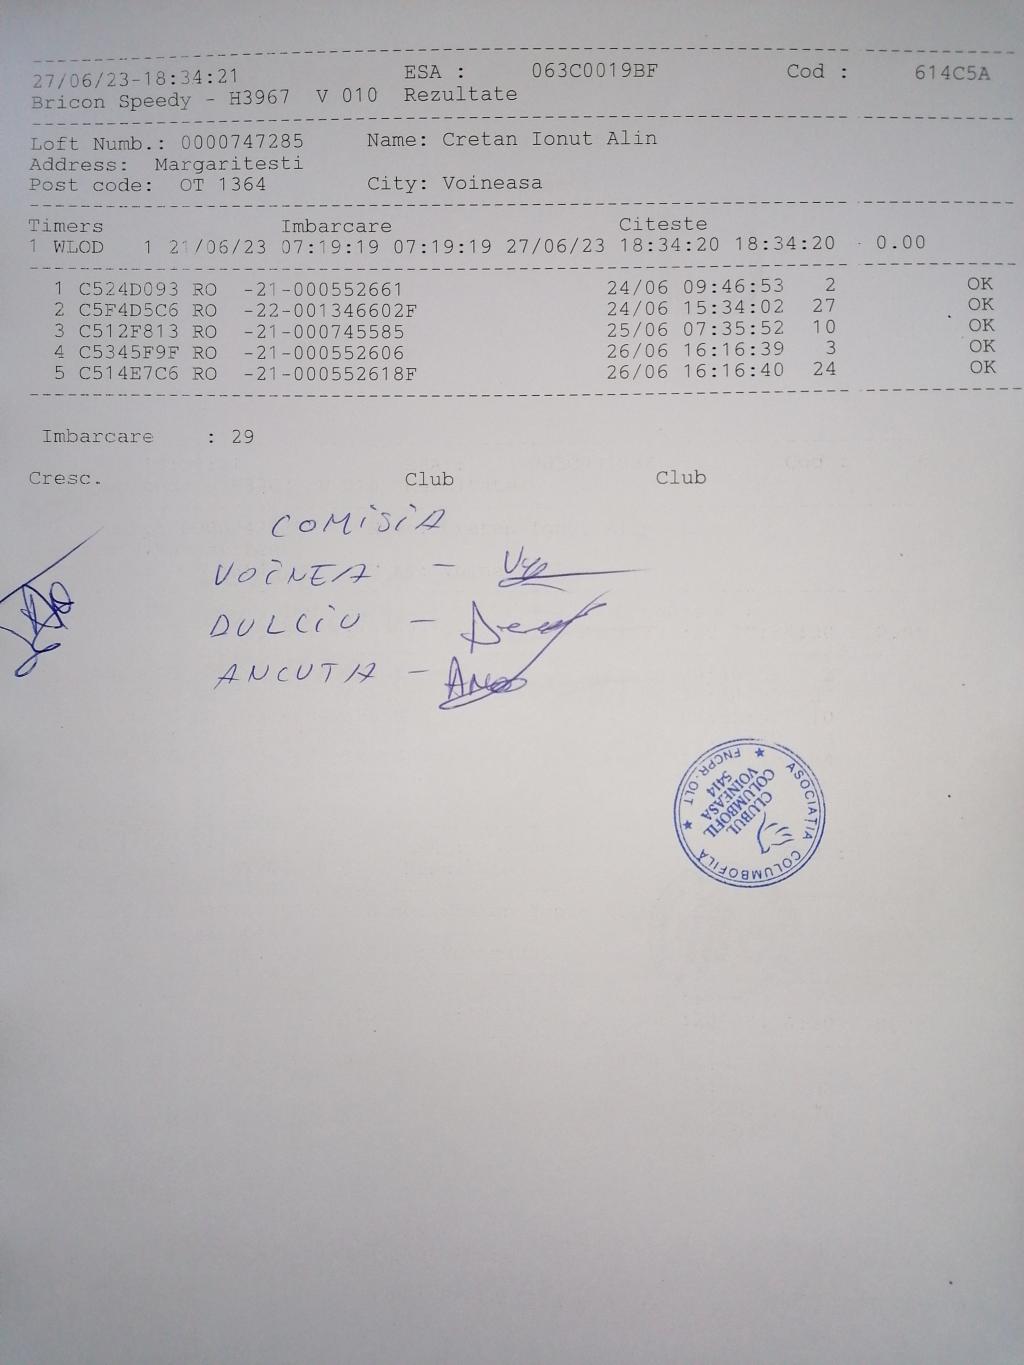 27/06/23-18:34:21 ESA : 063C0019BF Cod : 614C5A
Bricon Speedy - H3967 V 010 Rezultate
Loft Numb.: 0000747285 Name: Cretan Ionut Alin
Address: Margaritesti
Post code: OT 1364 City: Voineasa
Timers Imbarcare Citeste
1 WLOD 1 21/06/23 07:19:19 07:19:19 27/06/23 18:34:20 18:34:20 0.00
1 C524D093 RO -21-000552661 24/06 09:46:53 2 OK
2 C5F4D5C6 RO -22-001346602F 24/06 15:34:02 27 OK
3 C512F813 RO -21-000745585 25/06 07:35:52 10 OK
4 C5345F9F RO -21-000552606 26/06 16:16:39 3 OK
5 C514E7C6 RO -21-000552618F 26/06 16:16:40 24 OK
Imbarcare : 29
Cresc. Club Club
COMISIA
VOINEA -
DULCIU -
ANCUTA -
ASOCIATIA COLUMBOFILA ★ FNCPR.OLT ★
CLUBUL
COLUMBOFIL
VOINEASA
5414